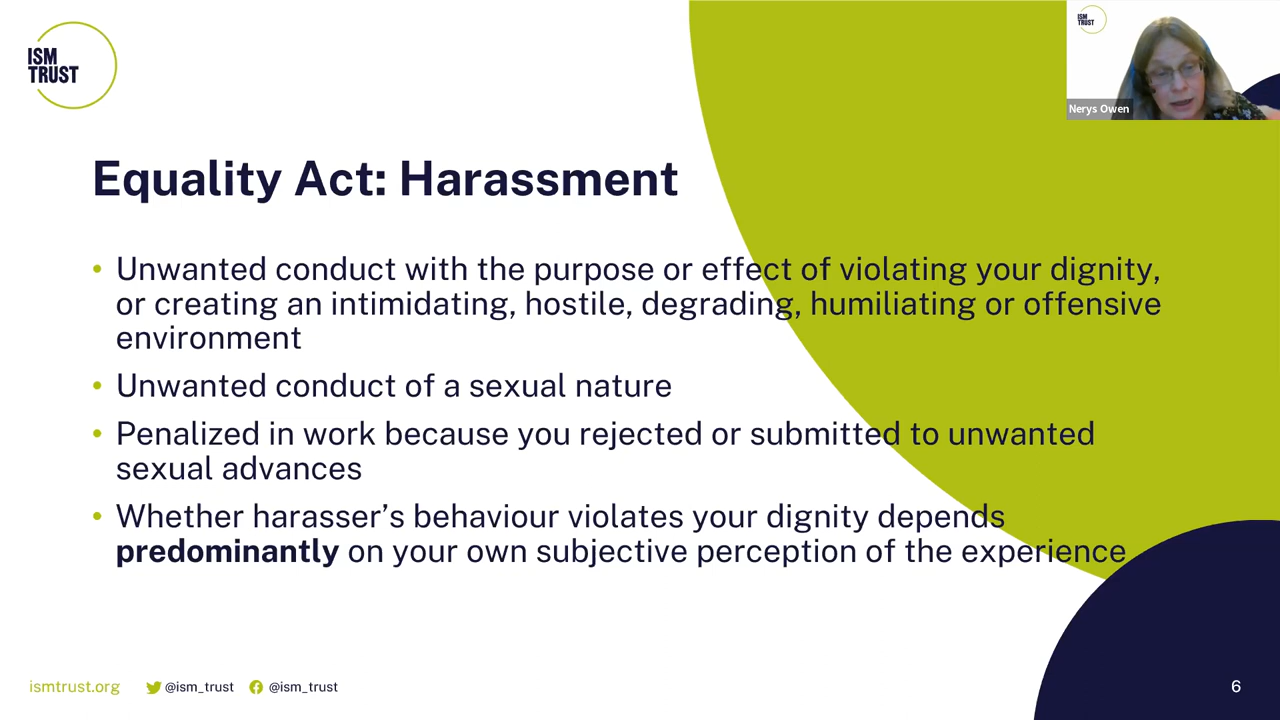 ISM
TRUST
ISM
TRUST
Nerys Owen
Equality Act: Harassment
• Unwanted conduct with the purpose or effect of violating your dignity,
or creating an intimidating, hostile, degrading, humiliating or offensive
environment
• Unwanted conduct of a sexual nature
• Penalized in work because you rejected or submitted to unwanted
sexual advances
• Whether harasser’s behaviour violates your dignity depends
predominantly on your own subjective perception of the experience
ismtrust.org @ism_trust @ism_trust 6